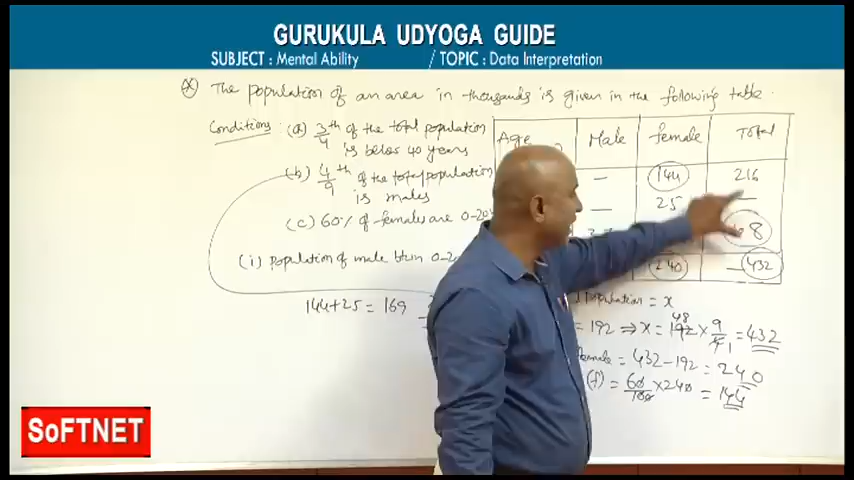 GURUKULA UDYOGA GUIDE
SUBJECT : Mental Ability / TOPIC : Data Interpretation
The population of an area in thousands is given in the following table.
Conditions: (a) 3/4 th of the total population
is below 40 years
(b) 4/9 th of the total population
is males
(c) 60% of females are 0-20
(i) Population of male btwn 0-20
144+25 = 169
Age Male female Total
— 144 216
— 25 —
8
240 — 432
= x
= 192 ⇒ x = 192 × 9/4 = 432
48
1
female = 432 - 192 = 240
(f) = 60/100 × 240 = 144
SoFTNET